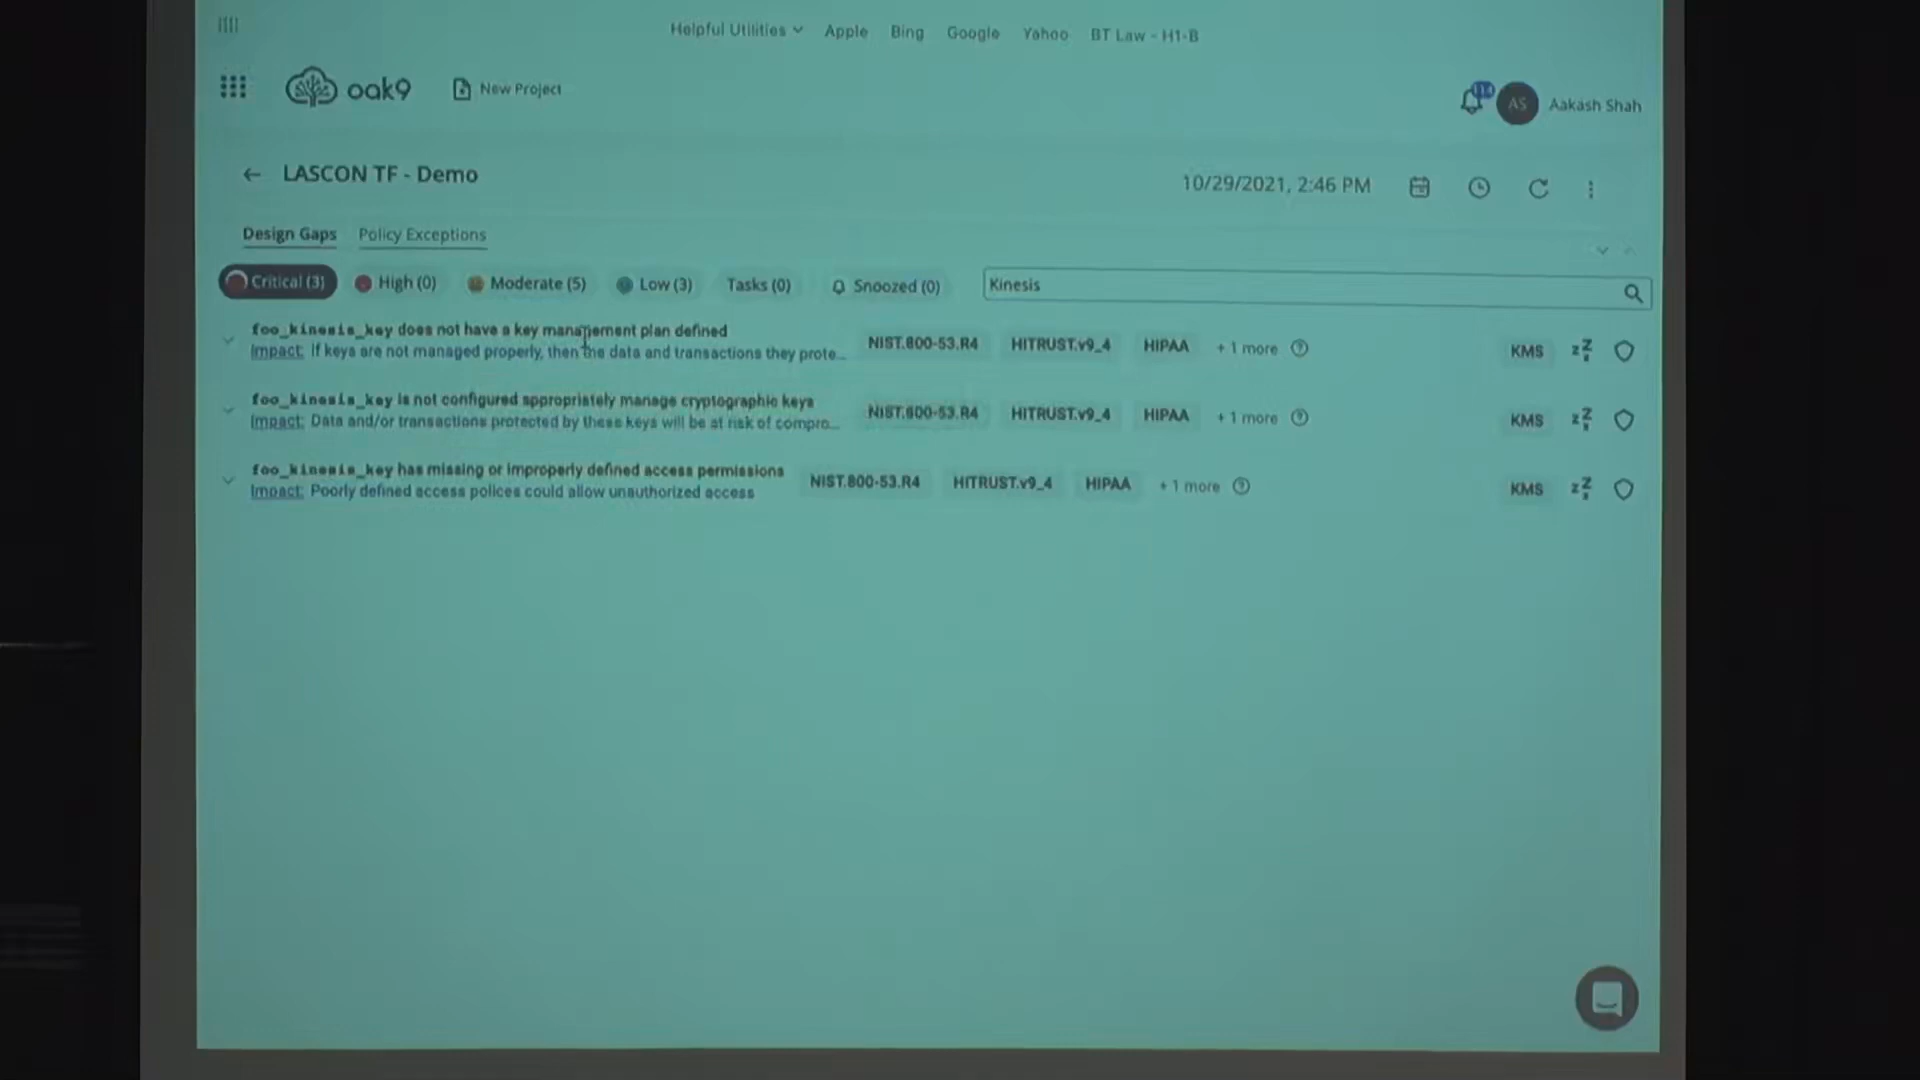 Helpful Utilities Apple Bing Google Yahoo BT Law - H1-B
oak9 New Project
AS Aakash Shah
LASCON TF - Demo 10/29/2021, 2:46 PM
Design Gaps Policy Exceptions
Critical (3) High (0) Moderate (5) Low (3) Tasks (0) Snoozed (0) Kinesis
foo_kinesis_key does not have a key management plan defined
Impact: If keys are not managed properly, then the data and transactions they prote...
NIST.800-53.R4 HITRUST.v9_4 HIPAA + 1 more KMS
foo_kinesis_key is not configured appropriately manage cryptographic keys
Impact: Data and/or transactions protected by these keys will be at risk of compro...
NIST.800-53.R4 HITRUST.v9_4 HIPAA + 1 more KMS
foo_kinesis_key has missing or improperly defined access permissions
Impact: Poorly defined access polices could allow unauthorized access
NIST.800-53.R4 HITRUST.v9_4 HIPAA + 1 more KMS